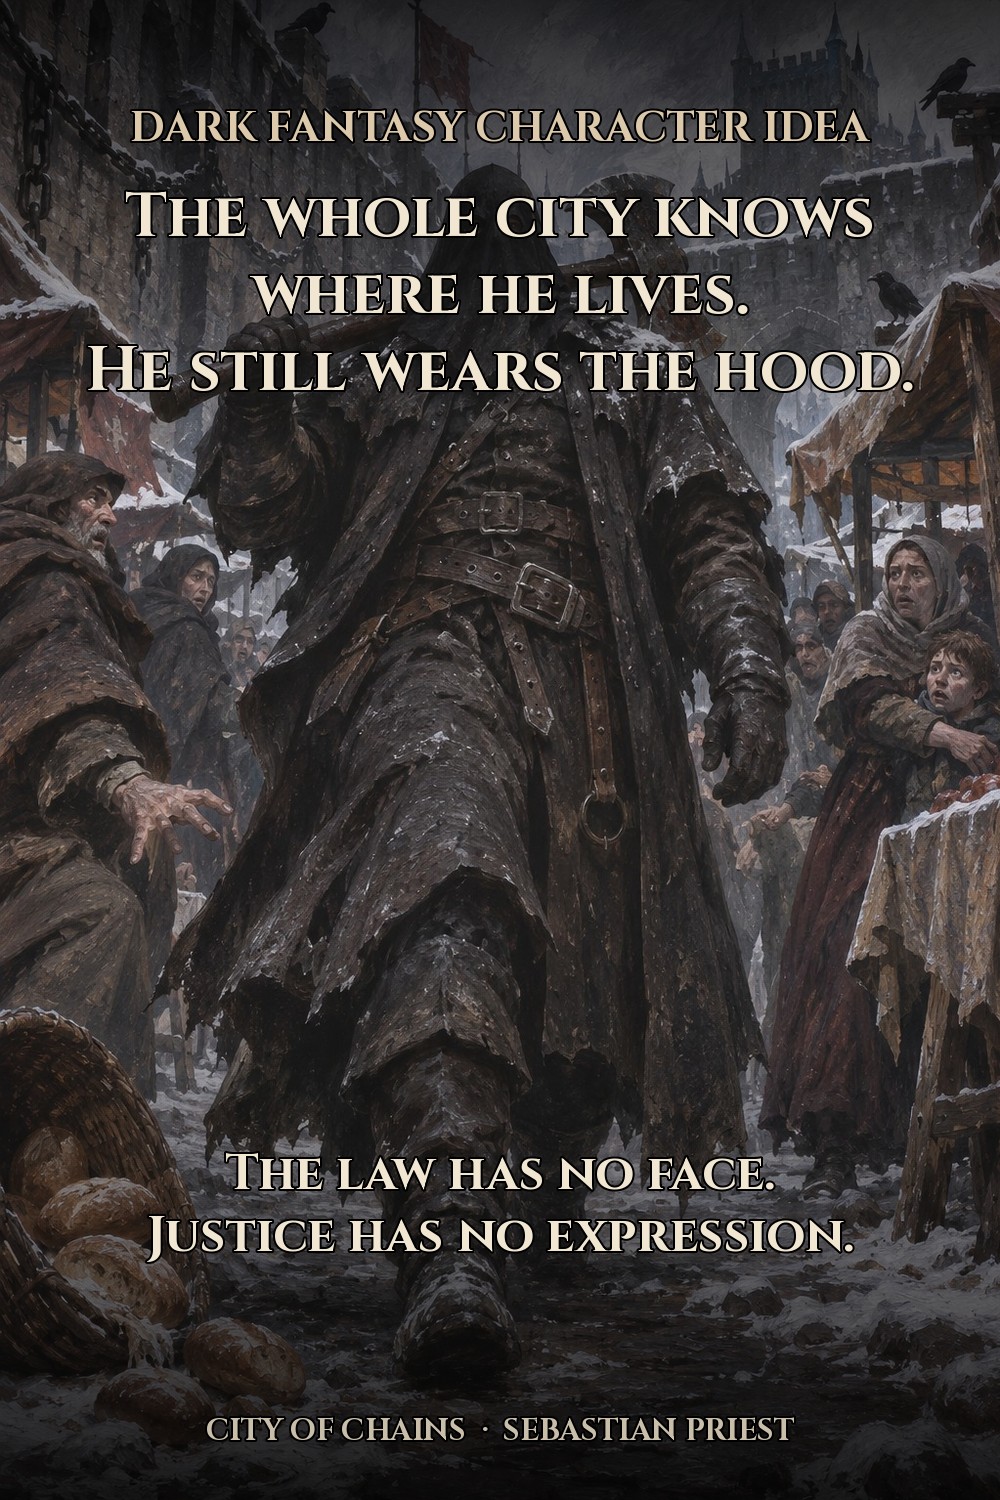 DARK FANTASY CHARACTER IDEA
The whole city knows
where he lives.
He still wears the hood.
The law has no face.
Justice has no expression.
CITY OF CHAINS · SEBASTIAN PRIEST